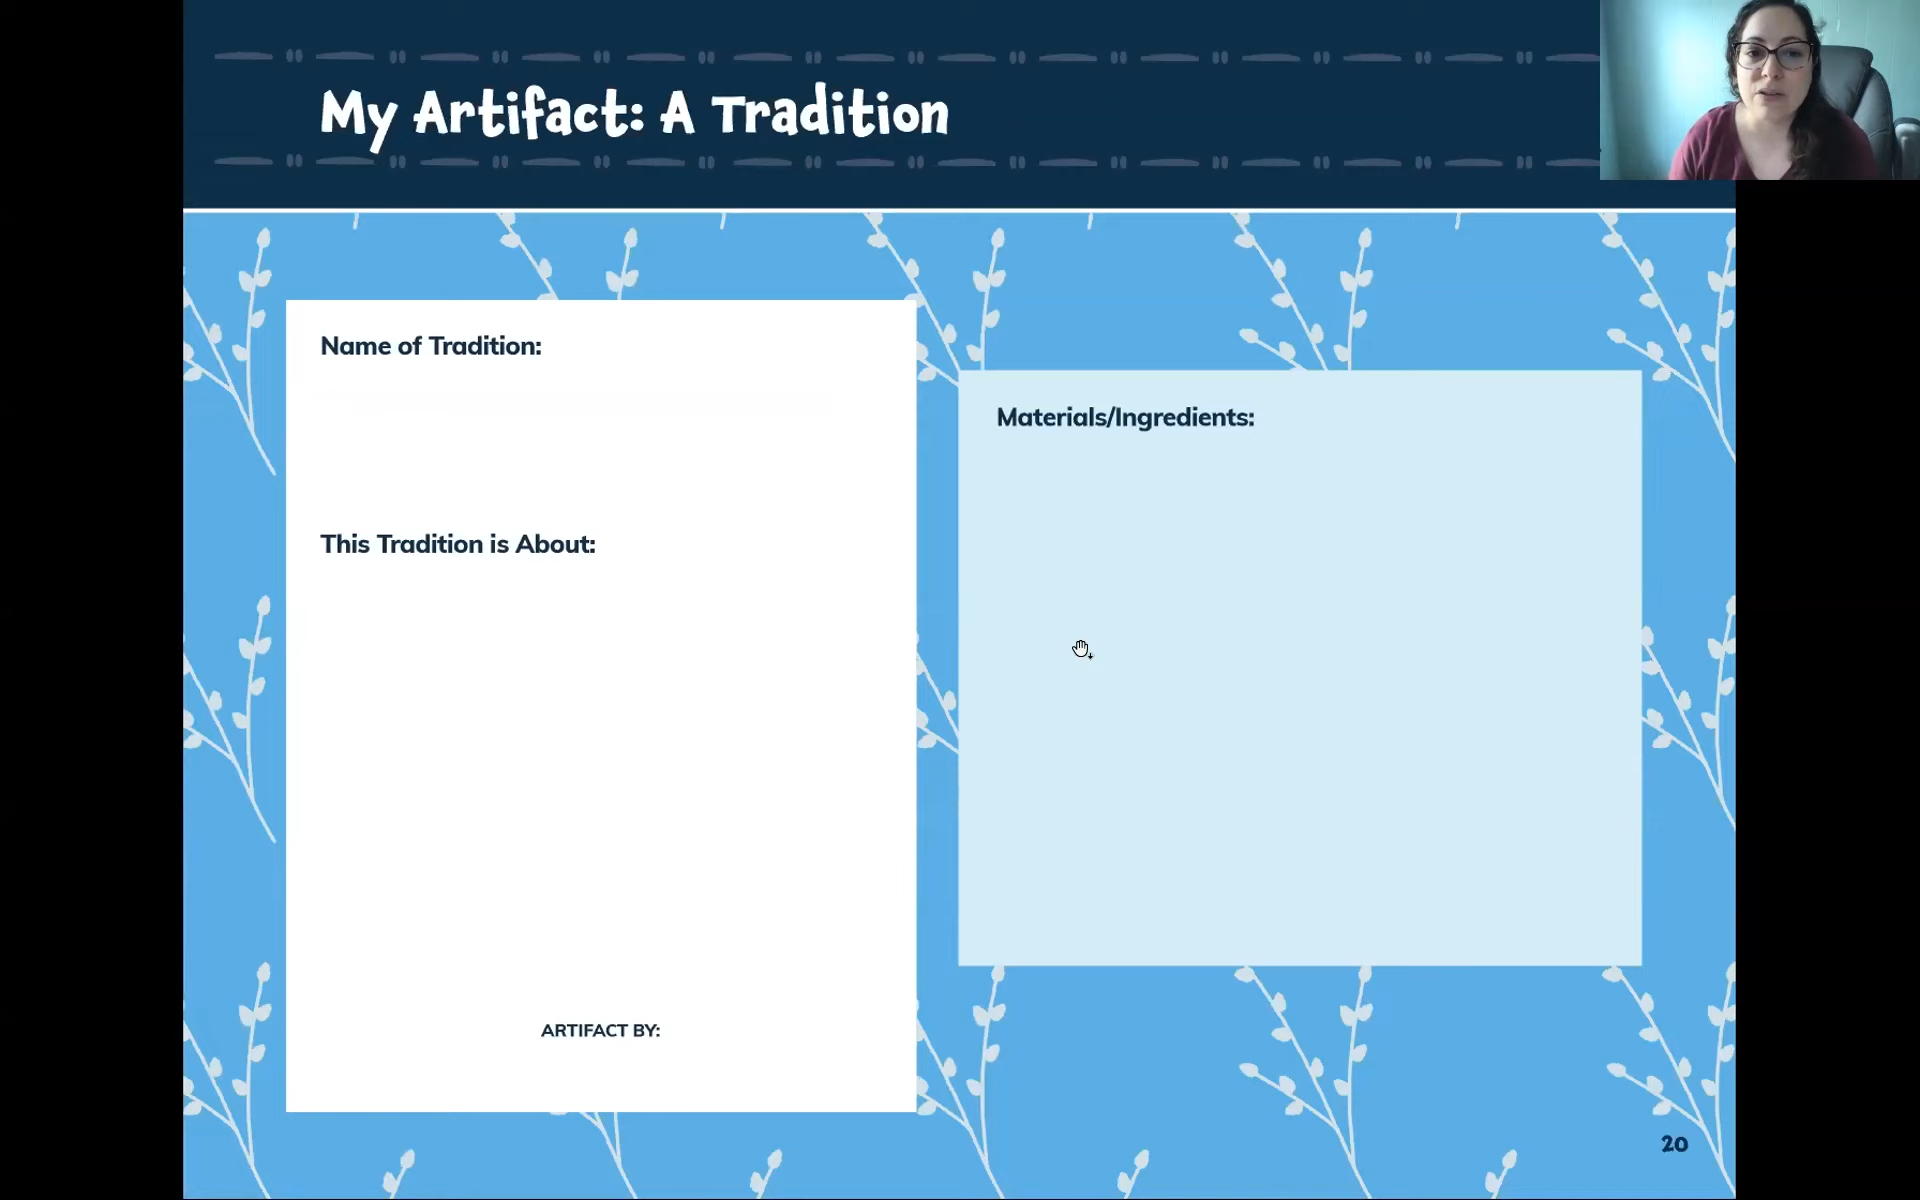 My Artifact: A Tradition
Name of Tradition:
This Tradition is About:
ARTIFACT BY:
Materials/Ingredients:
20